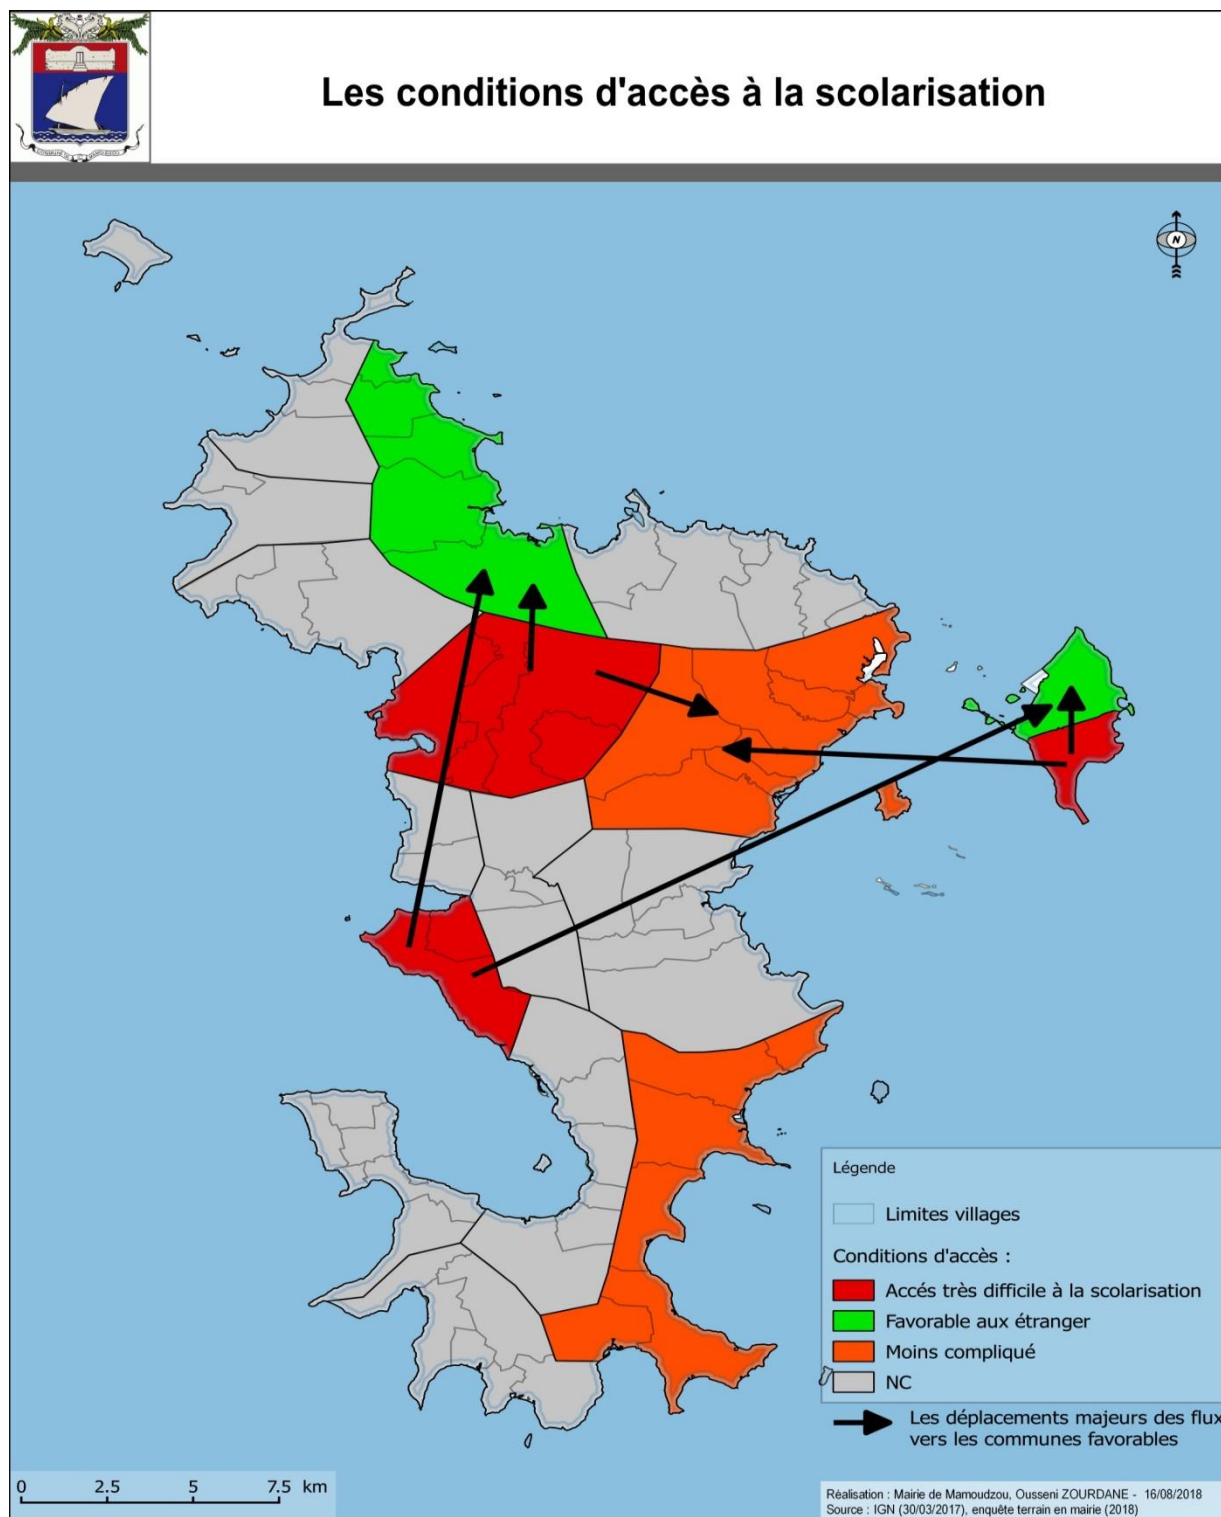 Les conditions d'accès à la scolarisation
N
Légende
Limites villages
Conditions d'accès :
Accés très difficile à la scolarisation
Favorable aux étranger
Moins compliqué
NC
Les déplacements majeurs des flux
vers les communes favorables
0 2.5 5 7.5 km
Réalisation : Mairie de Mamoudzou, Ousseni ZOURDANE - 16/08/2018
Source : IGN (30/03/2017), enquête terrain en mairie (2018)